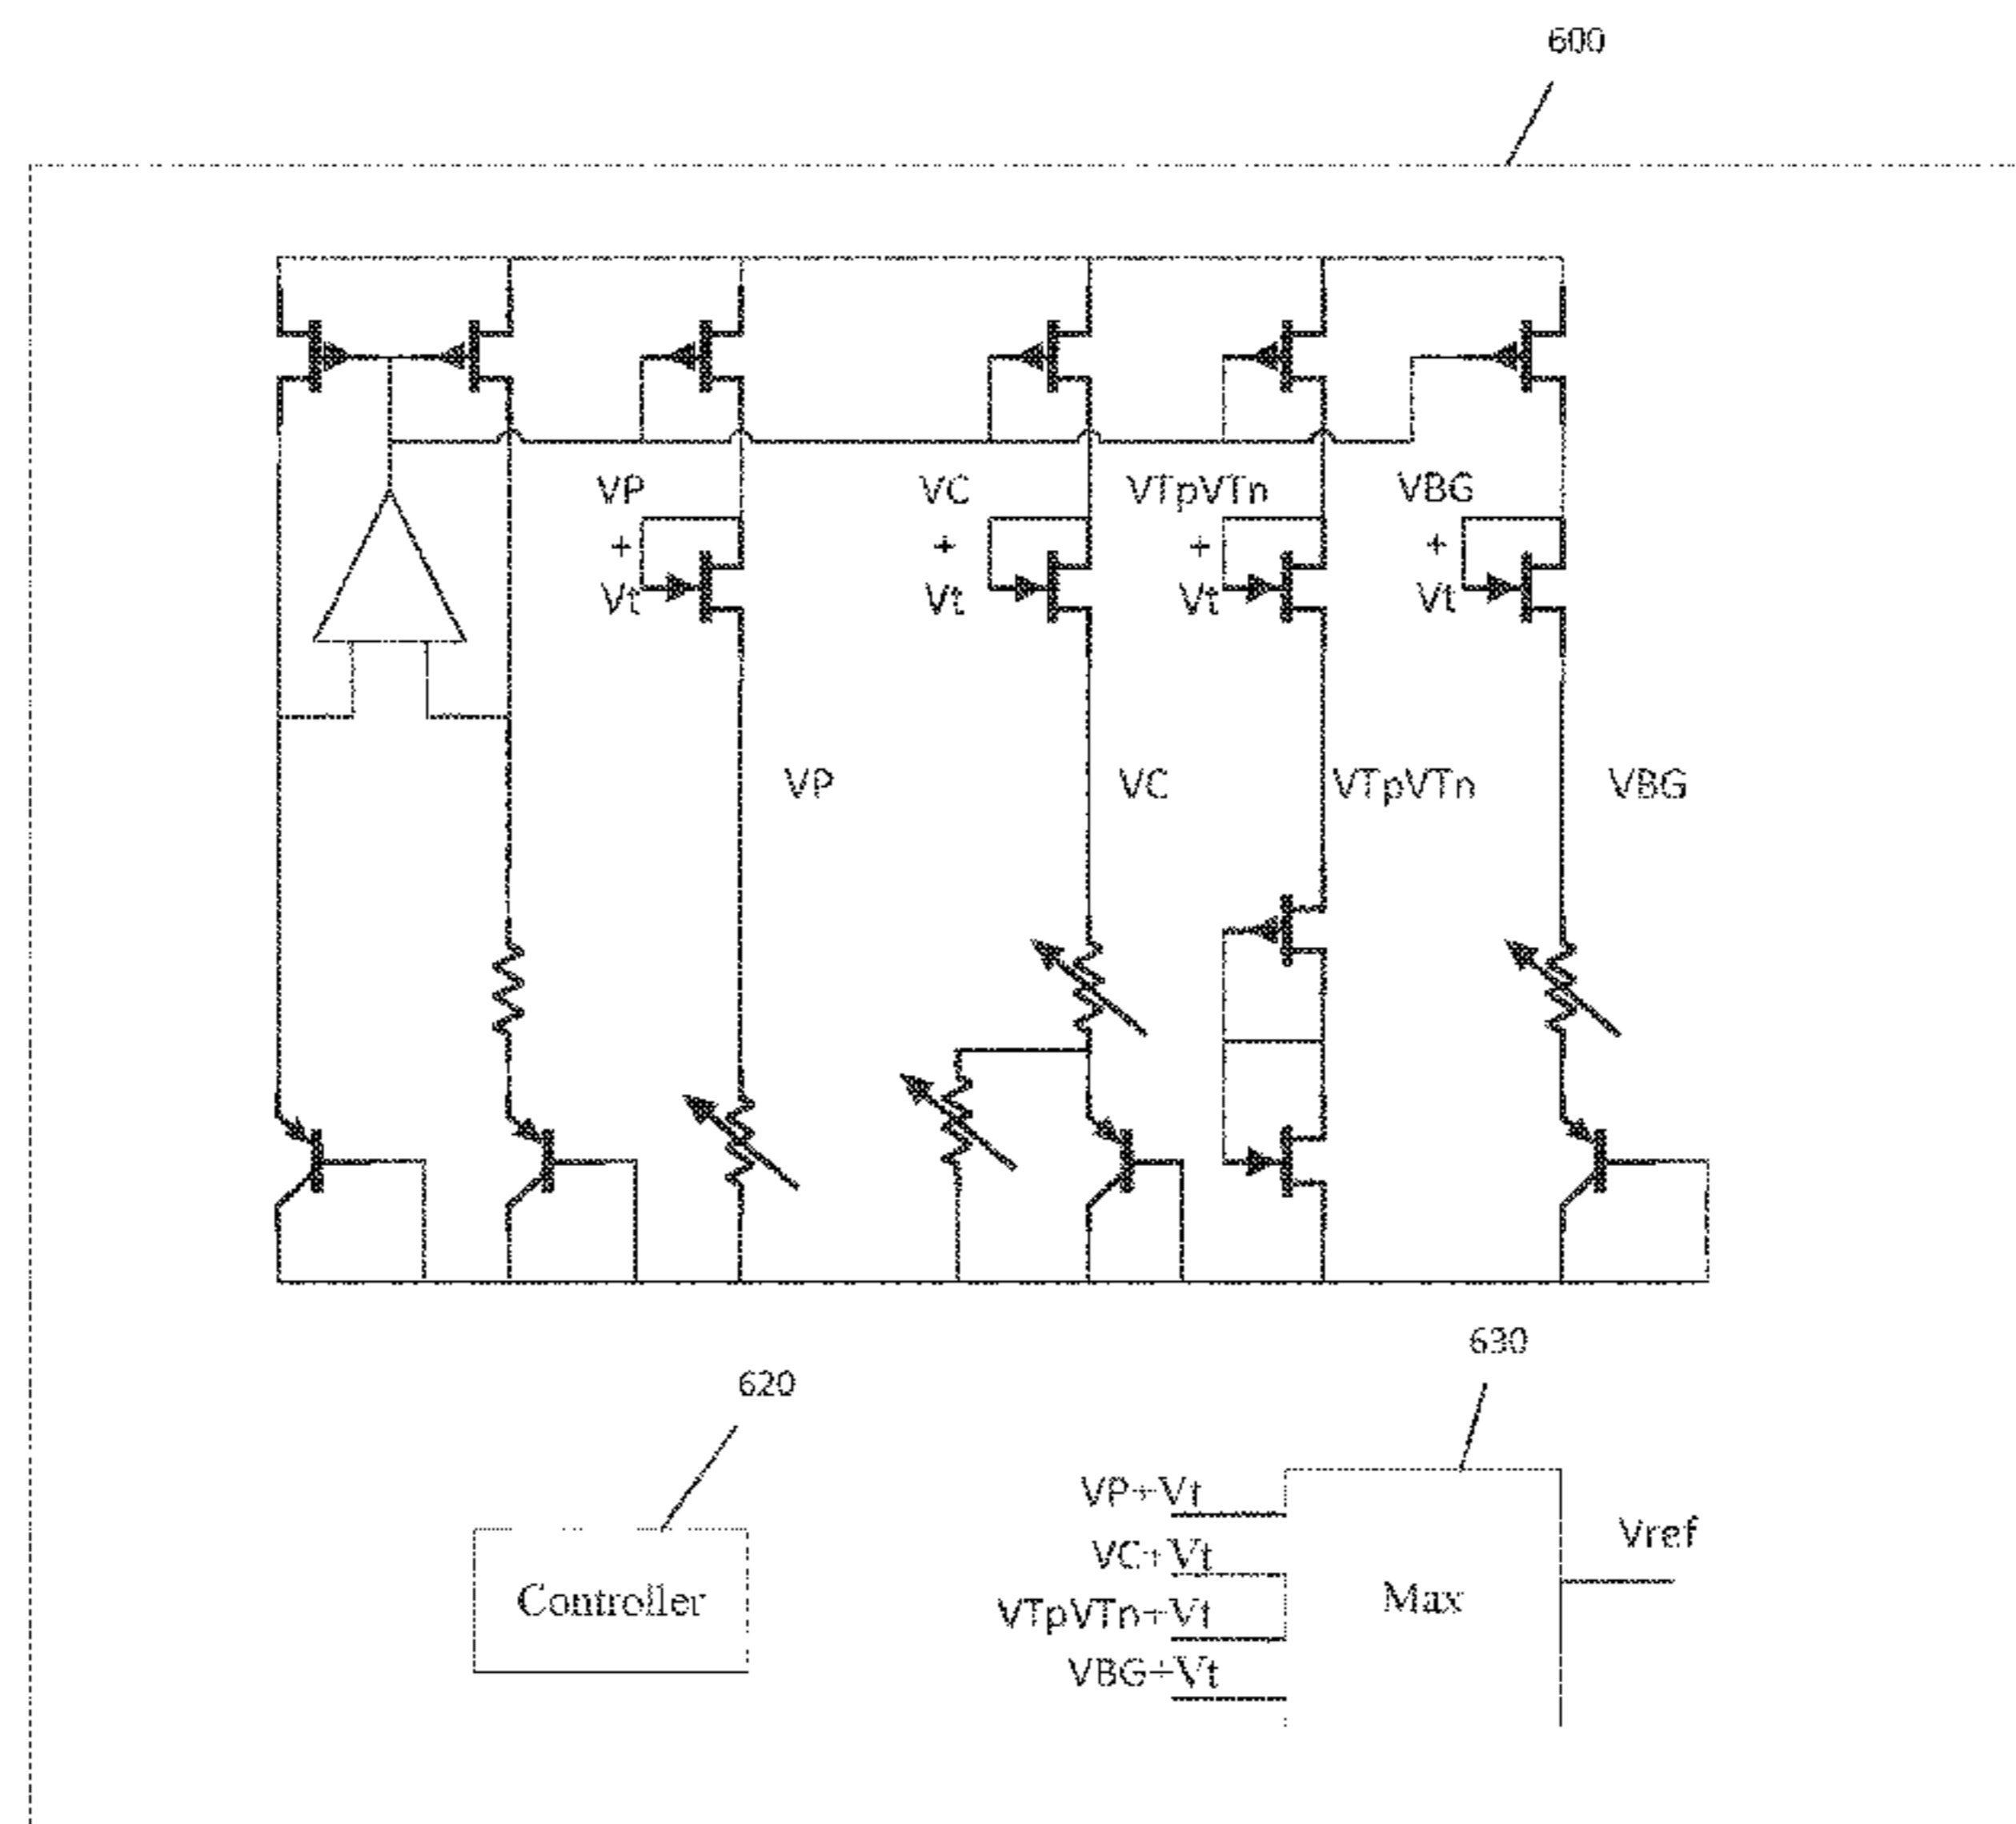 600
VP VC VTpVTn VBG
+ + + +
Vt Vt Vt Vt
VP VC VTpVTn VBG
630
620
VP+Vt
Vref
VC+Vt
Controller
Max
VTpVTn+Vt
VBG+Vt